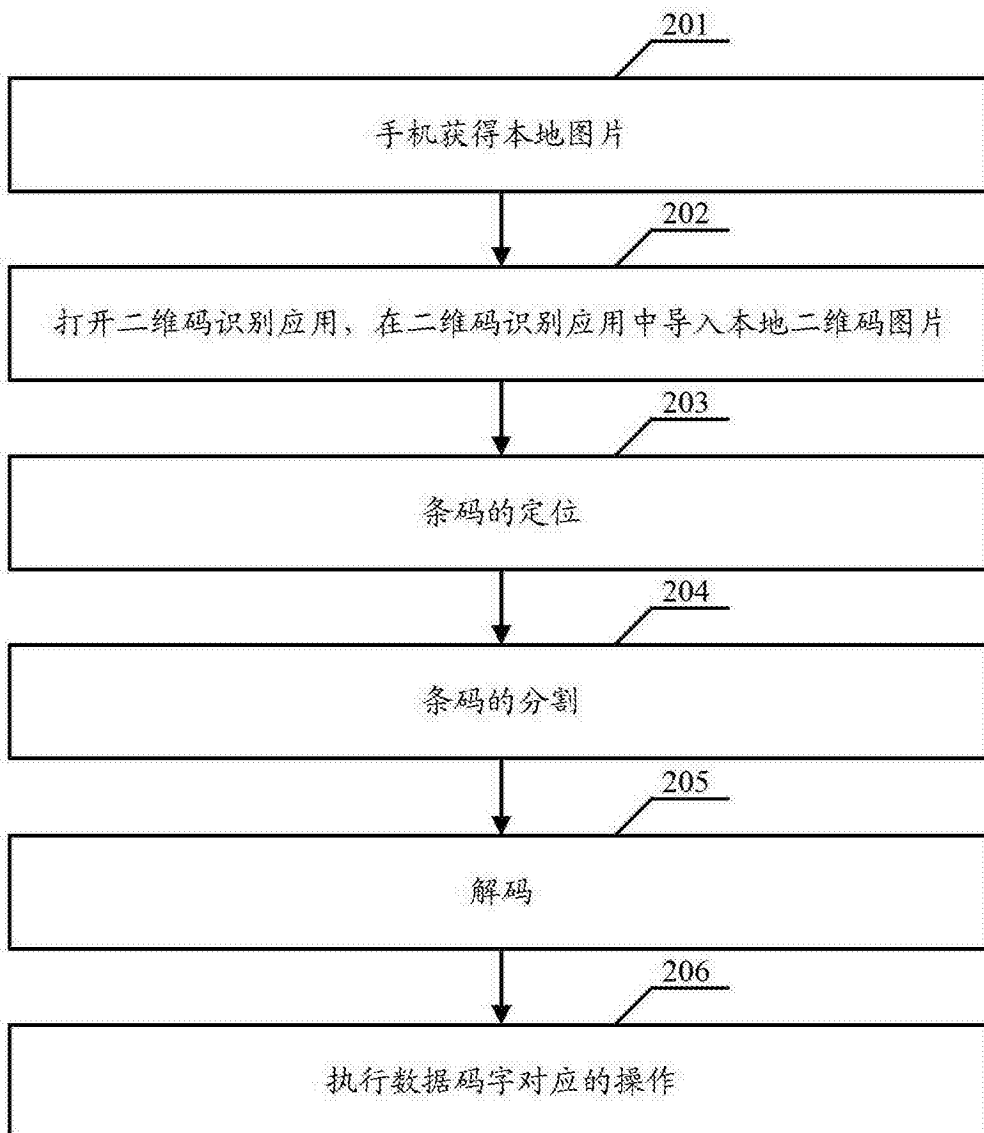 201
手机获得本地图片
202
打开二维码识别应用、在二维码识别应用中导入本地二维码图片
203
条码的定位
204
条码的分割
205
解码
206
执行数据码字对应的操作